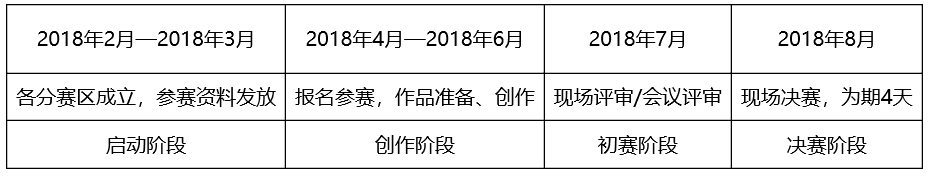 2018年2月—2018年3月
2018年4月—2018年6月
2018年7月
2018年8月
各分赛区成立，参赛资料发放
报名参赛，作品准备、创作
现场评审/会议评审
现场决赛，为期4天
启动阶段
创作阶段
初赛阶段
决赛阶段